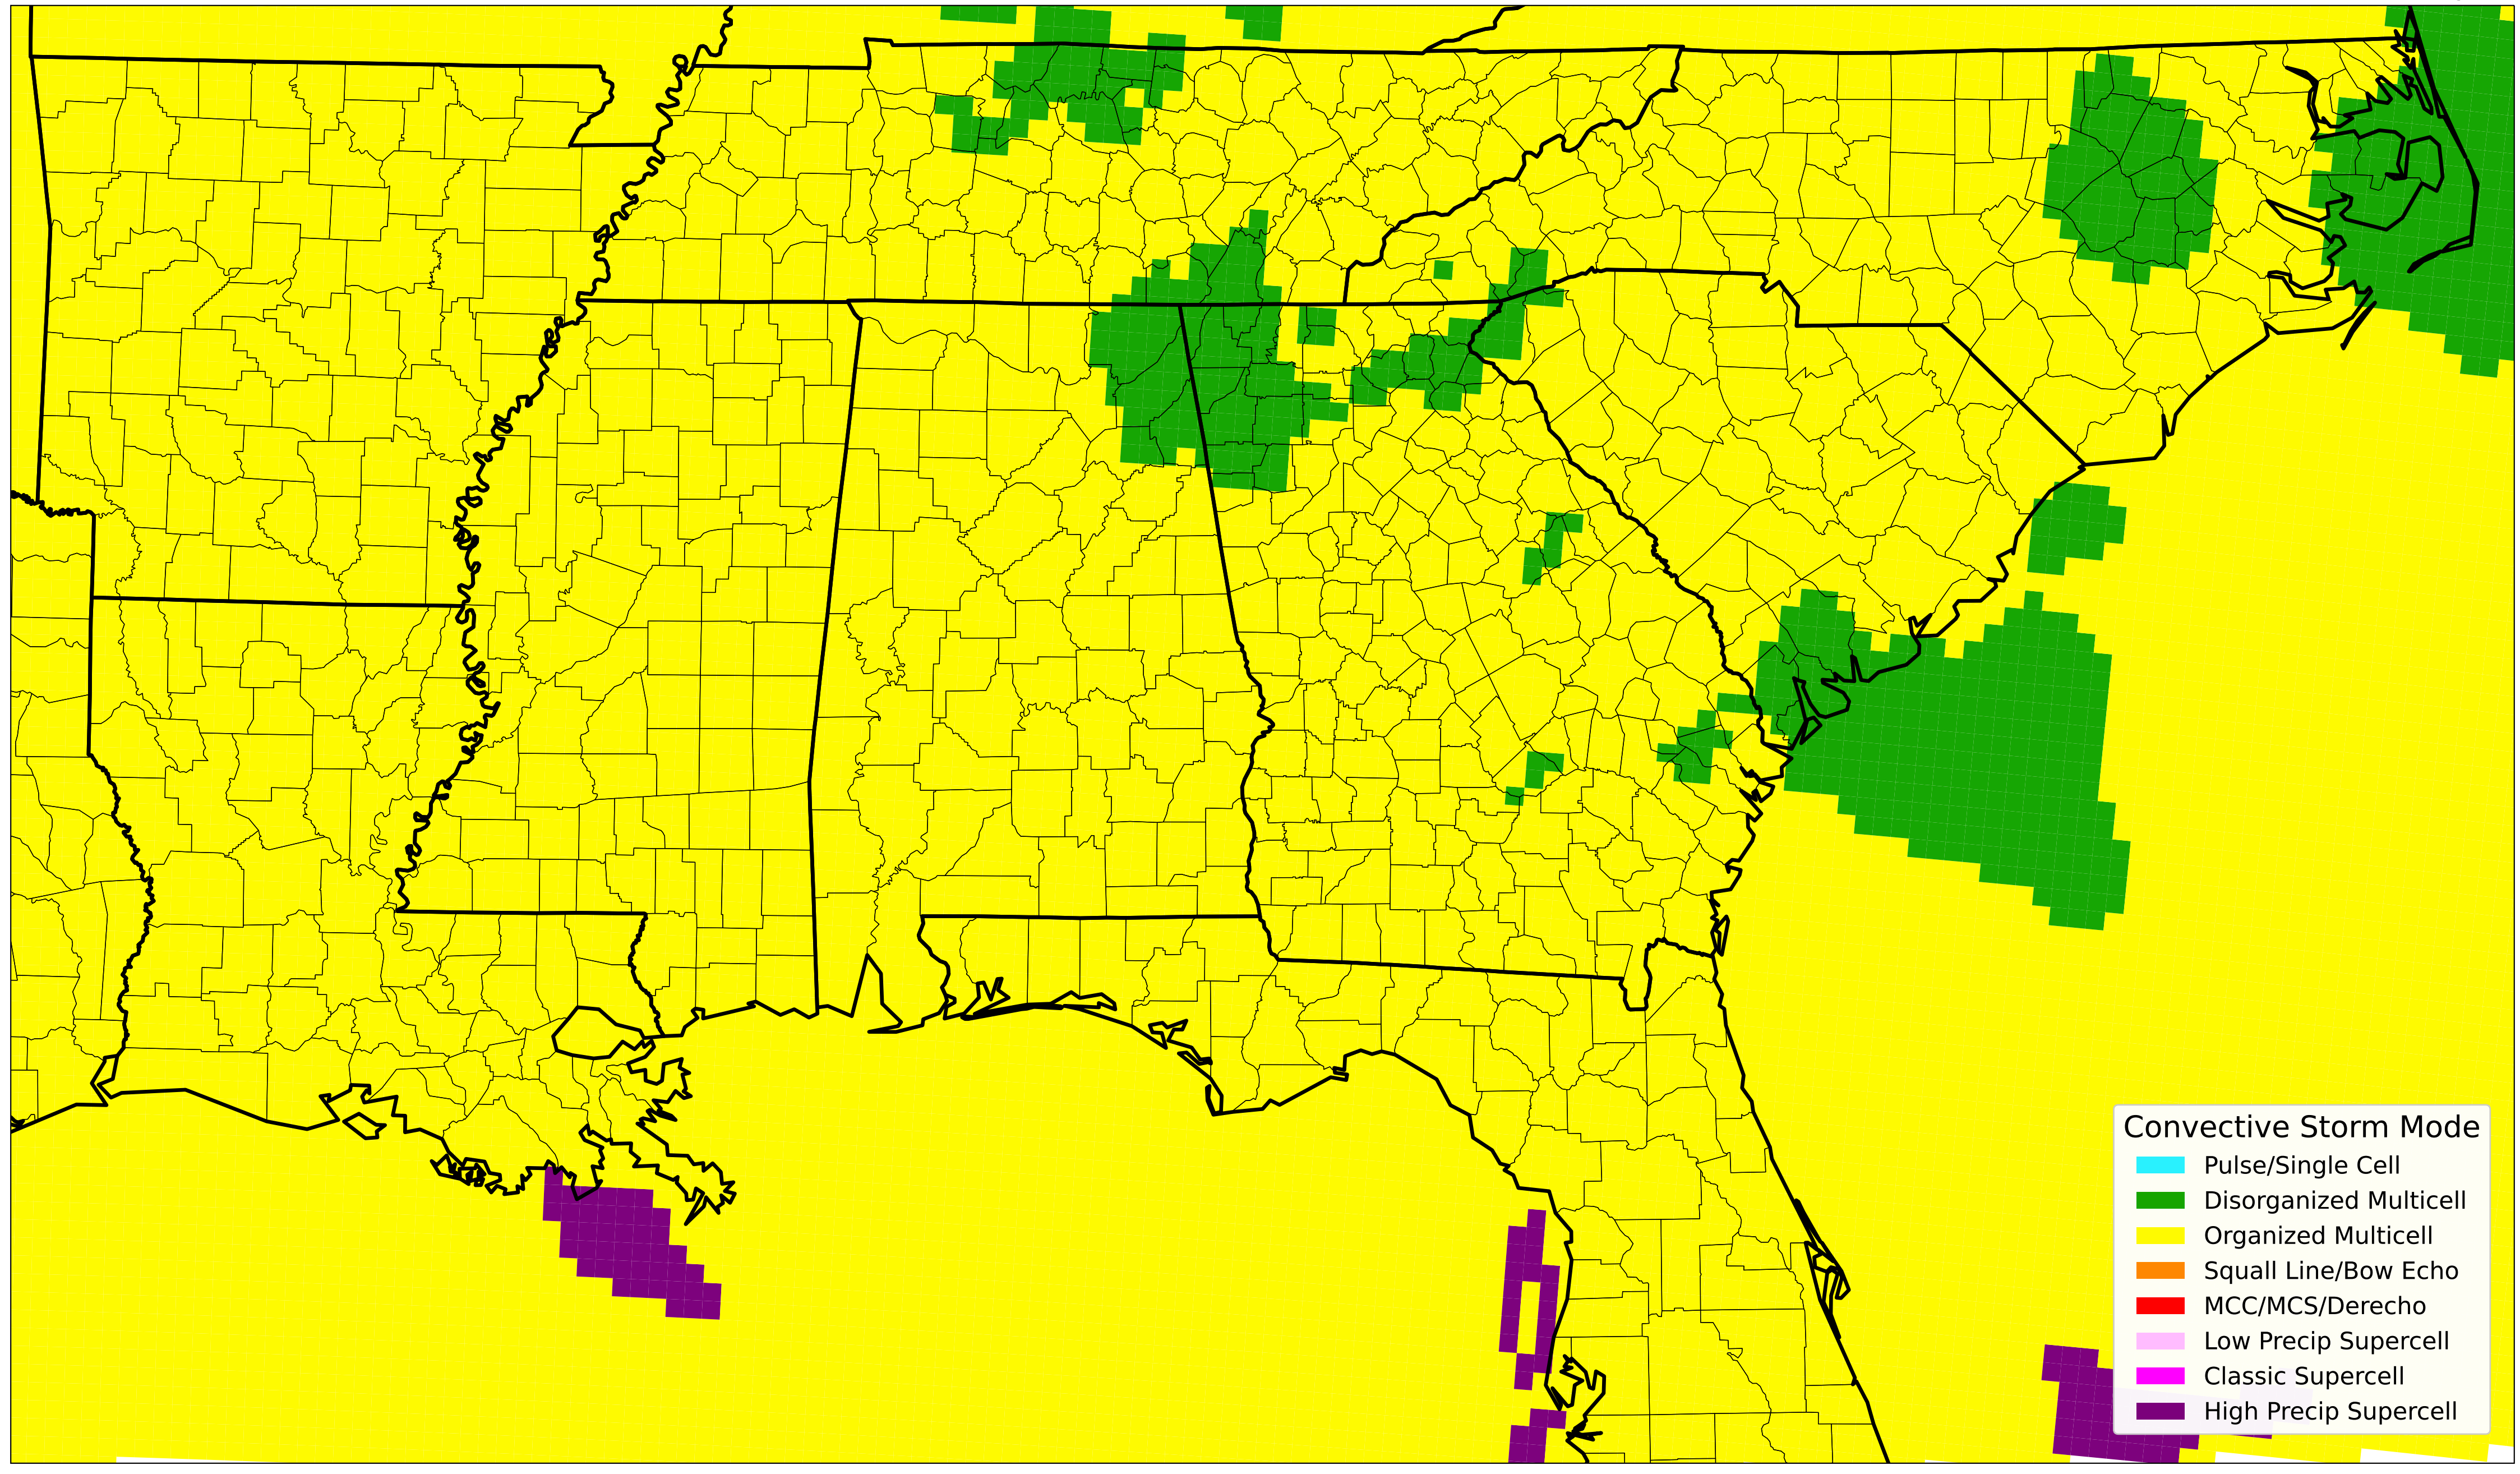 Convective Storm Mode
Pulse/Single Cell
Disorganized Multicell
Organized Multicell
Squall Line/Bow Echo
MCC/MCS/Derecho
Low Precip Supercell
Classic Supercell
High Precip Supercell